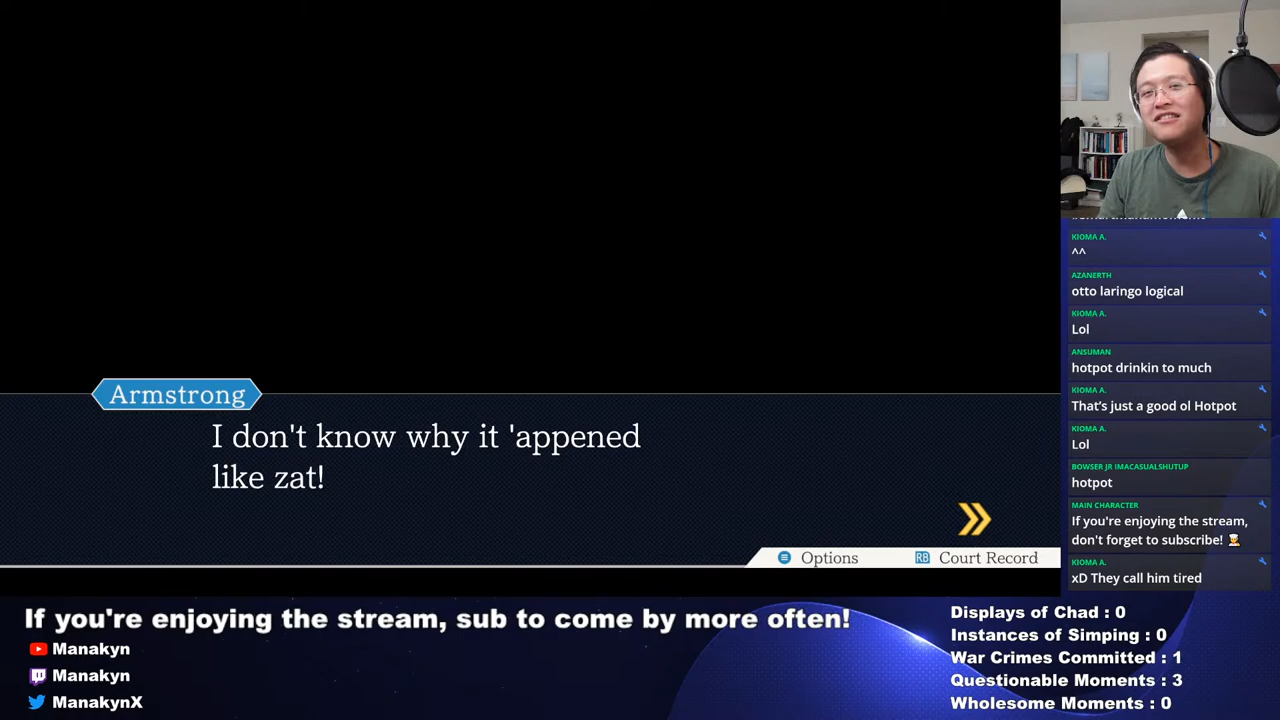 Armstrong
I don't know why it 'appened
like zat!
Options
RB
Court Record
KIOMA A.
^^
AZANERTH
otto laringo logical
KIOMA A.
Lol
ANSUMAN
hotpot drinkin to much
KIOMA A.
That's just a good ol Hotpot
KIOMA A.
Lol
BOWSER JR IMACASUALSHUTUP
hotpot
MAIN CHARACTER
If you're enjoying the stream,
don't forget to subscribe!
KIOMA A.
xD They call him tired
If you're enjoying the stream, sub to come by more often!
Manakyn
Manakyn
ManakynX
Displays of Chad : 0
Instances of Simping : 0
War Crimes Committed : 1
Questionable Moments : 3
Wholesome Moments : 0